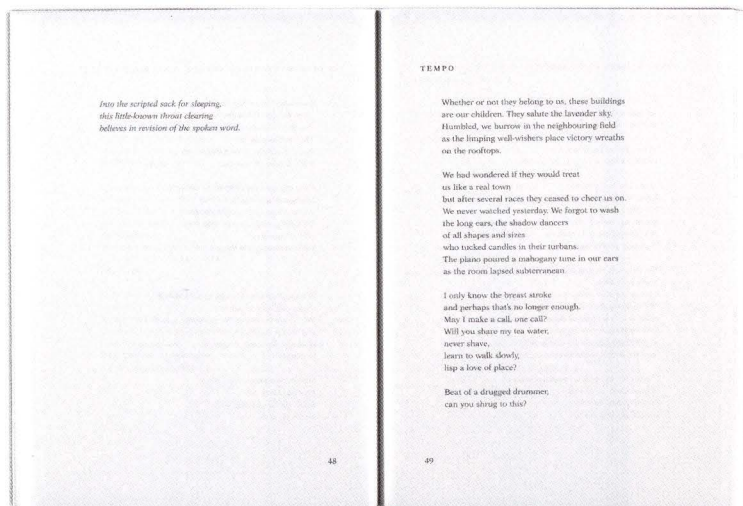 Into the scripted sack for sleeping,
this little-known throat clearing
believes in revision of the spoken word.
48
TEMPO
Whether or not they belong to us, these buildings
are our children. They salute the lavender sky.
Humbled, we burrow in the neighbouring field
as the limping well-wishers place victory wreaths
on the rooftops.
We had wondered if they would treat
us like a real town
but after several races they ceased to cheer us on.
We never watched yesterday. We forgot to wash
the long ears, the shadow dancers
of all shapes and sizes
who tucked candles in their turbans.
The piano poured a mahogany tune in our ears
as the room lapsed subterranean.
I only know the breast stroke
and perhaps that's no longer enough.
May I make a call, one call?
Will you share my tea water,
never shave,
learn to walk slowly,
lisp a love of place?
Beat of a drugged drummer,
can you shrug to this?
49